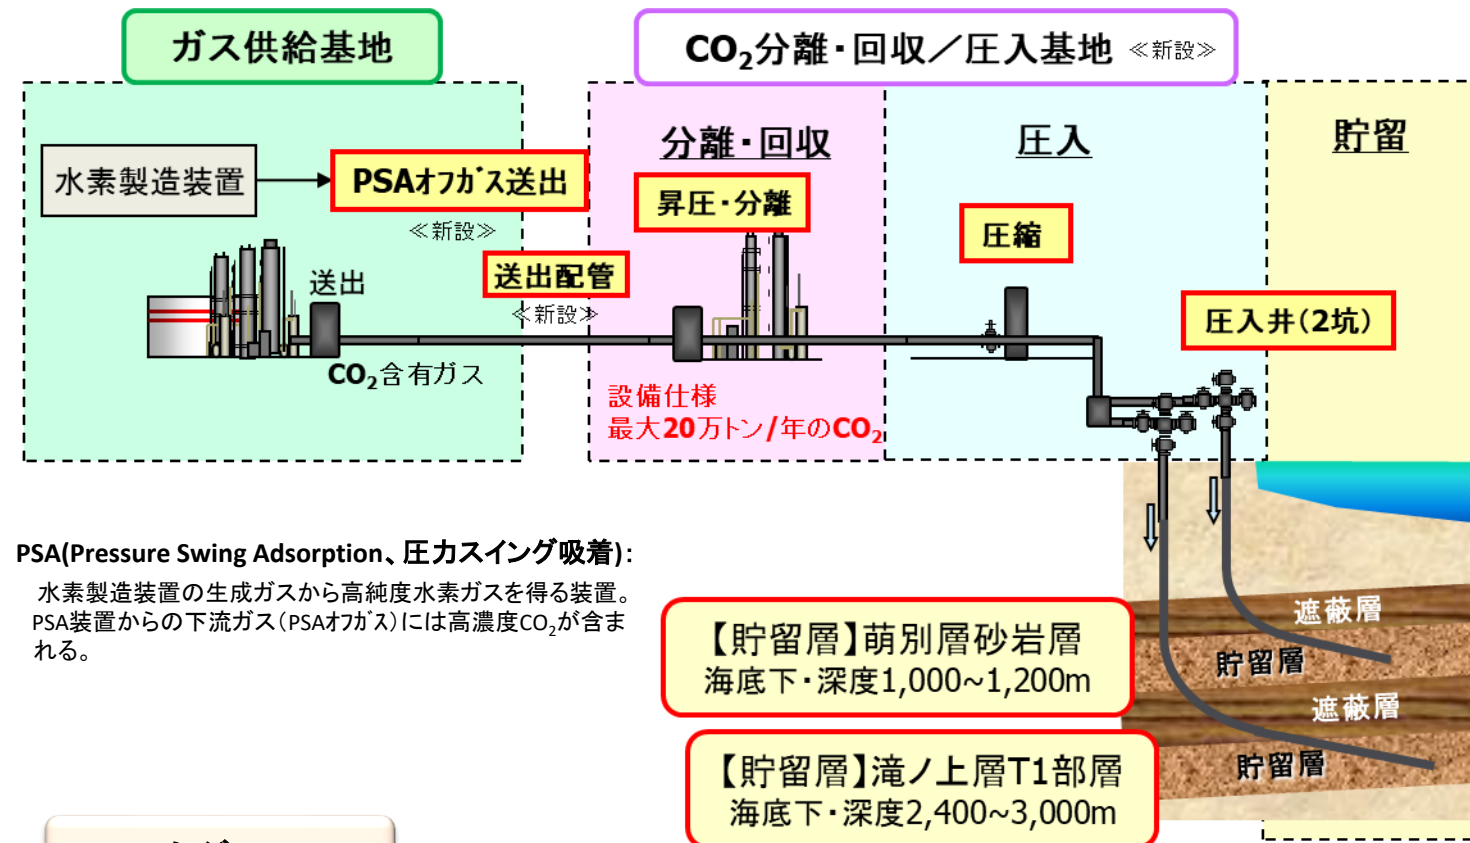 ガス供給基地
CO₂分離・回収／圧入基地 ≪新設≫
水素製造装置
PSAオフガス送出
≪新設≫
送出
送出配管
≪新設≫
CO₂含有ガス
分離・回収
昇圧・分離
設備仕様
最大20万トン/年のCO₂
圧入
圧縮
圧入井(2坑)
貯留
PSA(Pressure Swing Adsorption、圧力スイング吸着):
水素製造装置の生成ガスから高純度水素ガスを得る装置。
PSA装置からの下流ガス(PSAオフガス)には高濃度CO₂が含ま
れる。
【貯留層】萌別層砂岩層
海底下・深度1,000~1,200m
【貯留層】滝ノ上層T1部層
海底下・深度2,400~3,000m
遮蔽層
貯留層
遮蔽層
貯留層